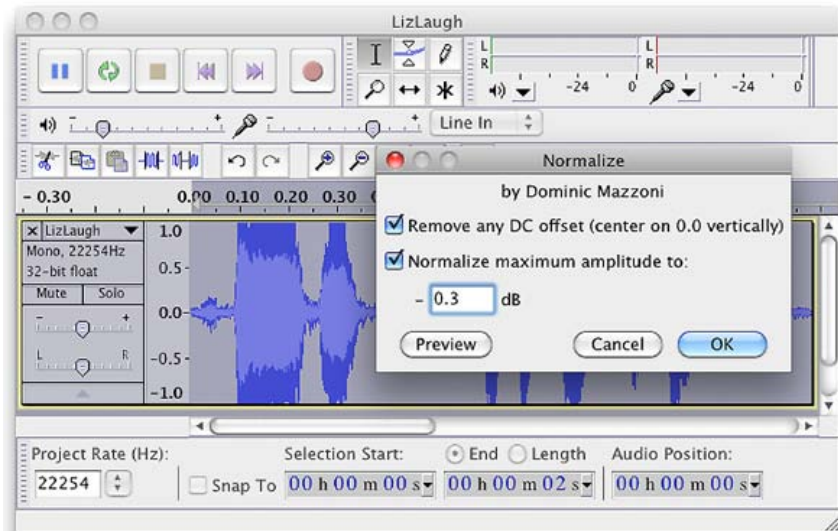 LizLaugh
L
R
-24
0
L
R
-24
0
- +
- +
Line In
Normalize
by Dominic Mazzoni
Remove any DC offset (center on 0.0 vertically)
Normalize maximum amplitude to:
- 0.3 dB
Preview
Cancel
OK
- 0.30
0.00
0.10
0.20
0.30
× LizLaugh
Mono, 22254Hz
32-bit float
Mute
Solo
- +
L R
1.0
0.5-
0.0-
-0.5-
-1.0
Project Rate (Hz):
22254
Snap To
Selection Start:
00 h 00 m 00 s
End
Length
00 h 00 m 02 s
Audio Position:
00 h 00 m 00 s